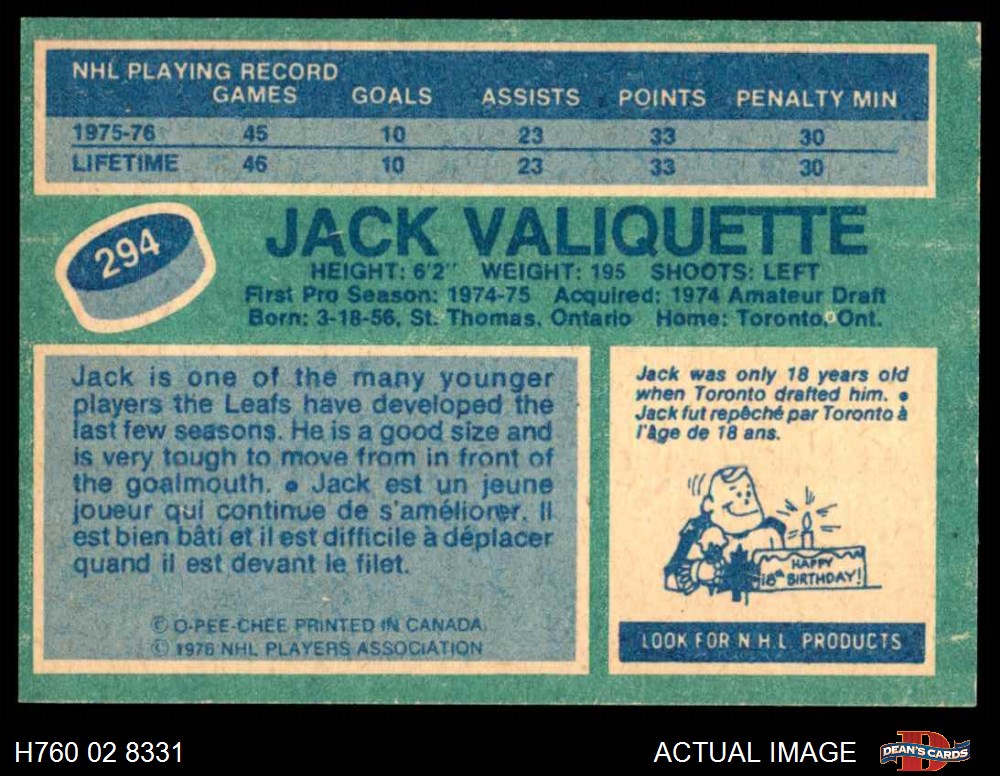 NHL PLAYING RECORD
GAMES GOALS ASSISTS POINTS PENALTY MIN
1975-76 45 10 23 33 30
LIFETIME 46 10 23 33 30
294
JACK VALIQUETTE
HEIGHT: 6'2" WEIGHT: 195 SHOOTS: LEFT
First Pro Season: 1974-75 Acquired: 1974 Amateur Draft
Born: 3-18-56, St. Thomas, Ontario Home: Toronto, Ont.
Jack is one of the many younger
players the Leafs have developed the
last few seasons. He is a good size and
is very tough to move from in front of
the goalmouth. • Jack est un jeune
joueur qui continue de s'améliorer. Il
est bien bâti et il est difficile à déplacer
quand il est devant le filet.
© O-PEE-CHEE PRINTED IN CANADA
© 1976 NHL PLAYERS ASSOCIATION
Jack was only 18 years old
when Toronto drafted him. •
Jack fut repêché par Toronto à
l'âge de 18 ans.
HAPPY
18th BIRTHDAY!
LOOK FOR N.H.L PRODUCTS
H760 02 8331
ACTUAL IMAGE
D
DEAN'S CARDS